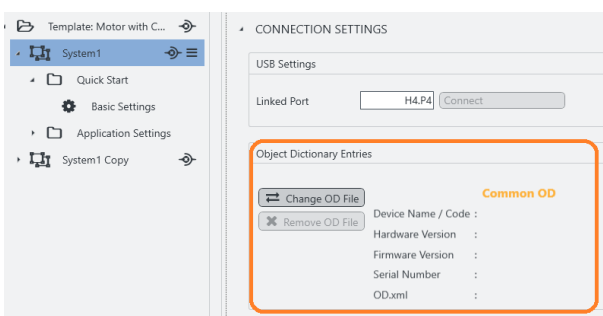 Template: Motor with C...
System1
Quick Start
Basic Settings
Application Settings
System1 Copy
CONNECTION SETTINGS
USB Settings
Linked Port H4.P4 Connect
Object Dictionary Entries
Change OD File
Remove OD File
Common OD
Device Name / Code :
Hardware Version :
Firmware Version :
Serial Number :
OD.xml :